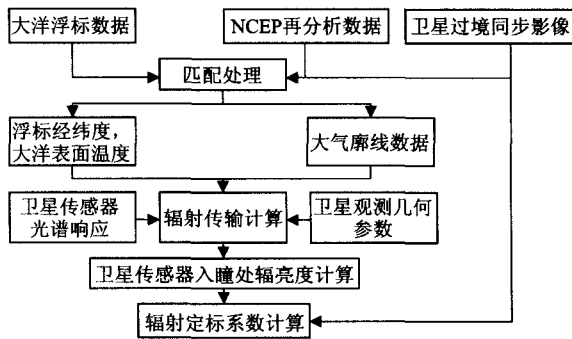 大洋浮标数据
NCEP再分析数据
卫星过境同步影像
匹配处理
浮标经纬度，
大洋表面温度
大气廓线数据
卫星传感器
光谱响应
辐射传输计算
卫星观测几何
参数
卫星传感器入瞳处辐亮度计算
辐射定标系数计算